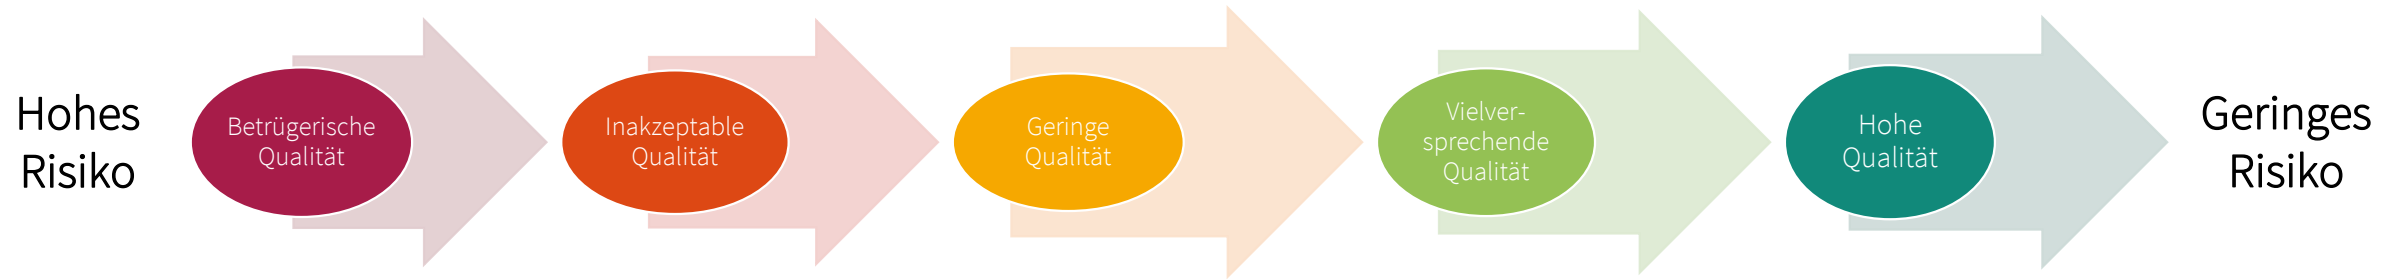 Hohes
Risiko
Betrügerische
Qualität
Inakzeptable
Qualität
Geringe
Qualität
Vielver-
sprechende
Qualität
Hohe
Qualität
Geringes
Risiko